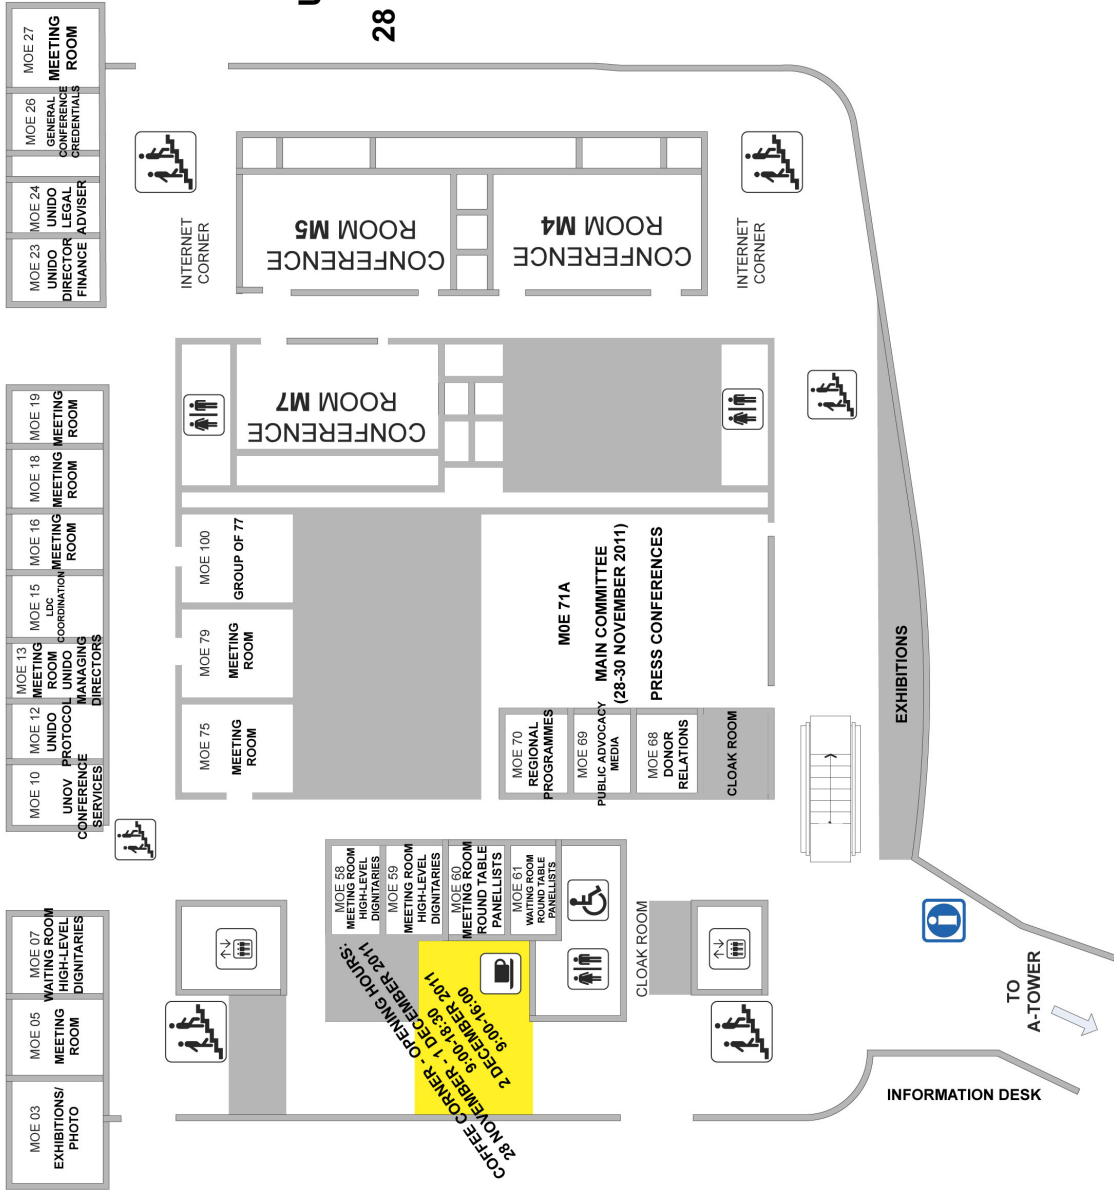 28
MOE 27
MEETING
ROOM
MOE 26
GENERAL
CONFERENCE
CREDENTIALS
MOE 24
UNIDO
LEGAL
ADVISER
MOE 23
UNIDO
DIRECTOR
FINANCE
INTERNET
CORNER
CONFERENCE
ROOM M5
CONFERENCE
ROOM M4
INTERNET
CORNER
MOE 19
MEETING
ROOM
MOE 18
MEETING
ROOM
MOE 16
MEETING
ROOM
MOE 15
LDC
COORDINATION
MOE 13
MEETING
ROOM
UNIDO
MANAGING
DIRECTORS
MOE 12
UNIDO
PROTOCOL
MOE 10
UNOV
CONFERENCE
SERVICES
CONFERENCE
ROOM M7
MOE 100
GROUP OF 77
MOE 79
MEETING
ROOM
MOE 75
MEETING
ROOM
M0E 71A
MAIN COMMITTEE
(28-30 NOVEMBER 2011)
PRESS CONFERENCES
MOE 70
REGIONAL
PROGRAMMES
MOE 69
PUBLIC ADVOCACY
MEDIA
MOE 68
DONOR
RELATIONS
CLOAK ROOM
EXHIBITIONS
MOE 07
WAITING ROOM
HIGH-LEVEL
DIGNITARIES
MOE 05
MEETING
ROOM
MOE 03
EXHIBITIONS/
PHOTO
MOE 58
MEETING ROOM
HIGH-LEVEL
DIGNITARIES
MOE 59
MEETING ROOM
HIGH-LEVEL
DIGNITARIES
MOE 60
MEETING ROOM
ROUND TABLE
PANELLISTS
MOE 61
WAITING ROOM
ROUND TABLE
PANELLISTS
COFFEE CORNER - OPENING HOURS:
28 NOVEMBER - 1 DECEMBER 2011
9:00-18:30
2 DECEMBER 2011
9:00-16:00
CLOAK ROOM
TO
A-TOWER
INFORMATION DESK